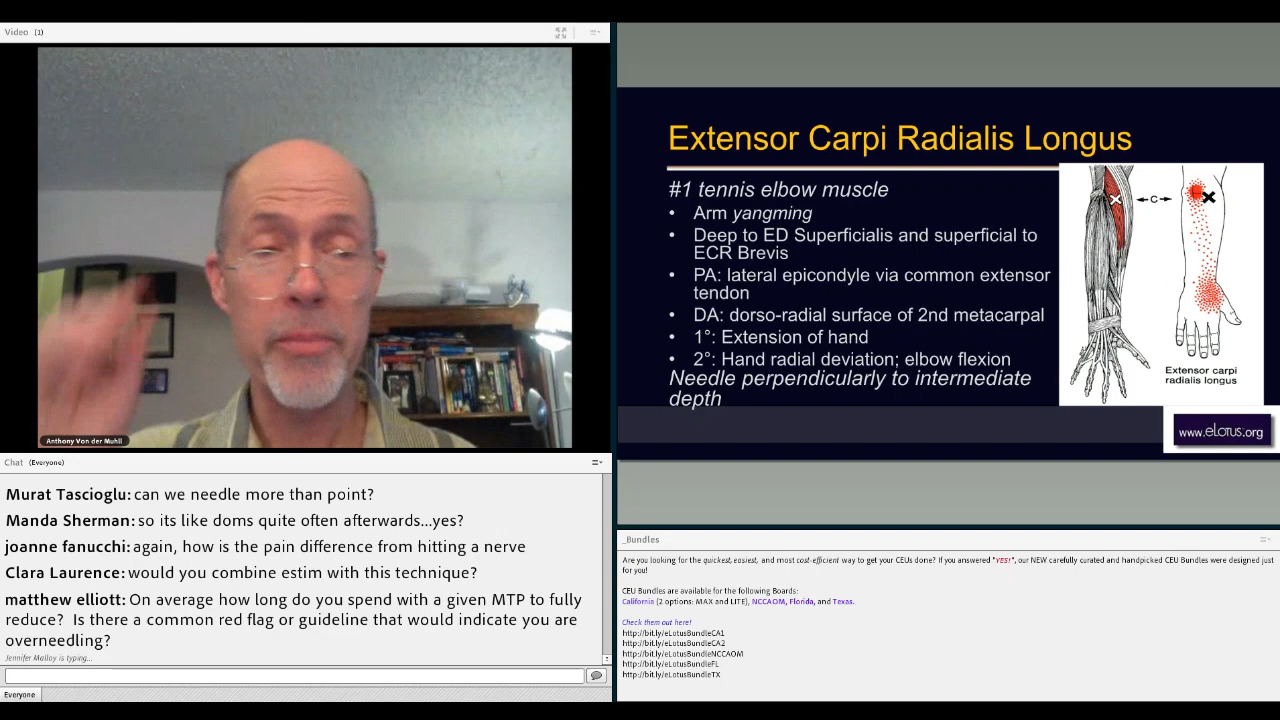 Video (1)
Anthony Von der Muhll
Chat (Everyone)
Murat Tascioglu: can we needle more than point?
Manda Sherman: so its like doms quite often afterwards...yes?
joanne fanucchi: again, how is the pain difference from hitting a nerve
Clara Laurence: would you combine estim with this technique?
matthew elliott: On average how long do you spend with a given MTP to fully
reduce? Is there a common red flag or guideline that would indicate you are
overneedling?
Jennifer Malloy is typing...
Everyone
Extensor Carpi Radialis Longus
#1 tennis elbow muscle
• Arm yangming
• Deep to ED Superficialis and superficial to
ECR Brevis
• PA: lateral epicondyle via common extensor
tendon
• DA: dorso-radial surface of 2nd metacarpal
• 1°: Extension of hand
• 2°: Hand radial deviation; elbow flexion
Needle perpendicularly to intermediate
depth
C
Extensor carpi
radialis longus
www.eLotus.org
_Bundles
Are you looking for the quickest, easiest, and most cost-efficient way to get your CEUs done? If you answered "YES!", our NEW carefully curated and handpicked CEU Bundles were designed just
for you!
CEU Bundles are available for the following Boards:
California (2 options: MAX and LITE), NCCAOM, Florida, and Texas.
Check them out here!
http://bit.ly/eLotusBundleCA1
http://bit.ly/eLotusBundleCA2
http://bit.ly/eLotusBundleNCCAOM
http://bit.ly/eLotusBundleFL
http://bit.ly/eLotusBundleTX